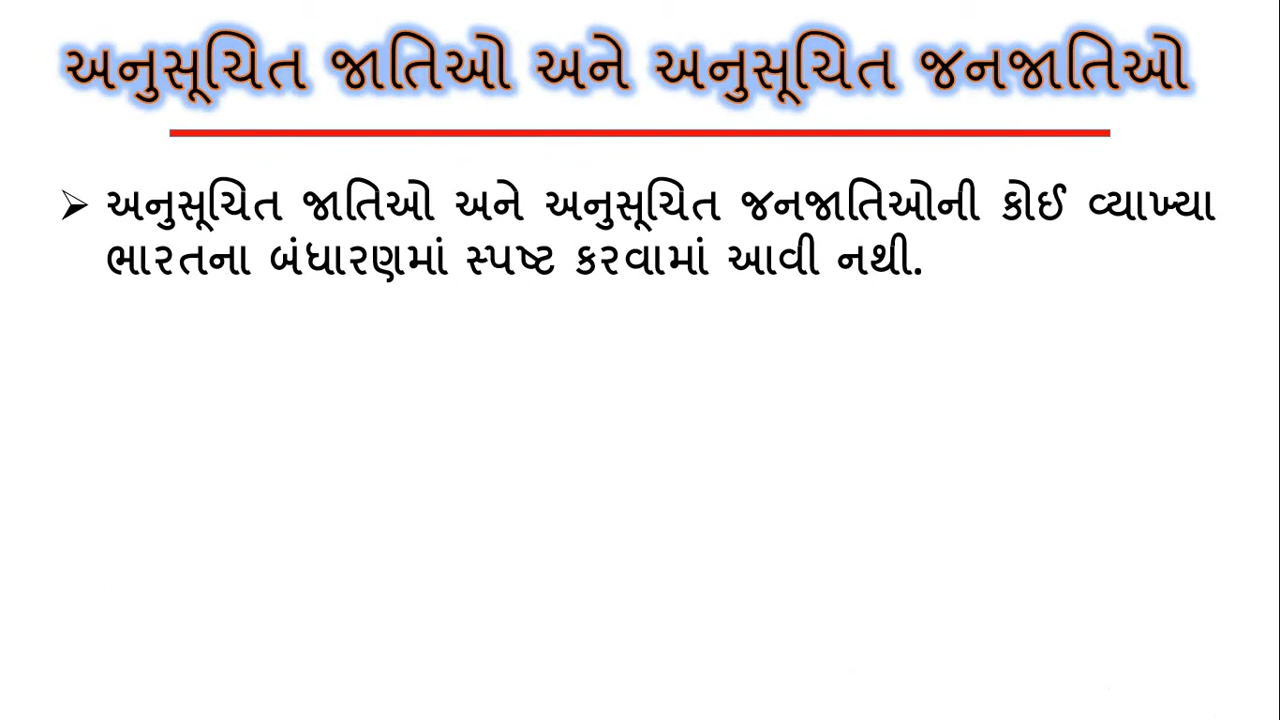 અનુસૂચિત જાતિઓ અને અનુસૂચિત જનજાતિઓ
➢ અનુસૂચિત જાતિઓ અને અનુસૂચિત જનજાતિઓની કોઈ વ્યાખ્યા
ભારતના બંધારણમાં સ્પષ્ટ કરવામાં આવી નથી.